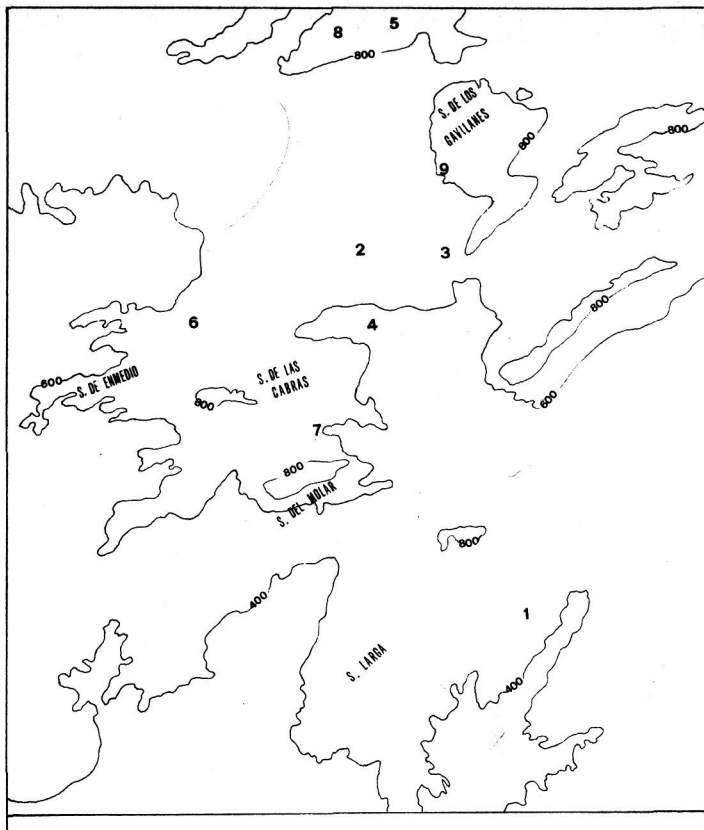 8
5
800
S. DE LOS
GAVILANES
800
800
9
2
3
800
6
4
600
S. DE ENMEDIO
S. DE LAS
CABRAS
800
600
7
800
S. DEL MOLAR
800
400
1
S. LARGA
400